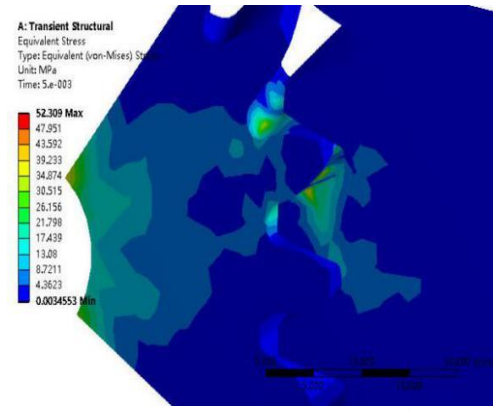 A: Transient Structural
Equivalent Stress
Type: Equivalent (von-Mises)
Unit: MPa
Time: 5.e-003
52.309 Max
47.951
43.592
39.233
34.874
30.515
26.156
21.798
17.439
13.08
8.7211
4.3623
0.0034553 Min